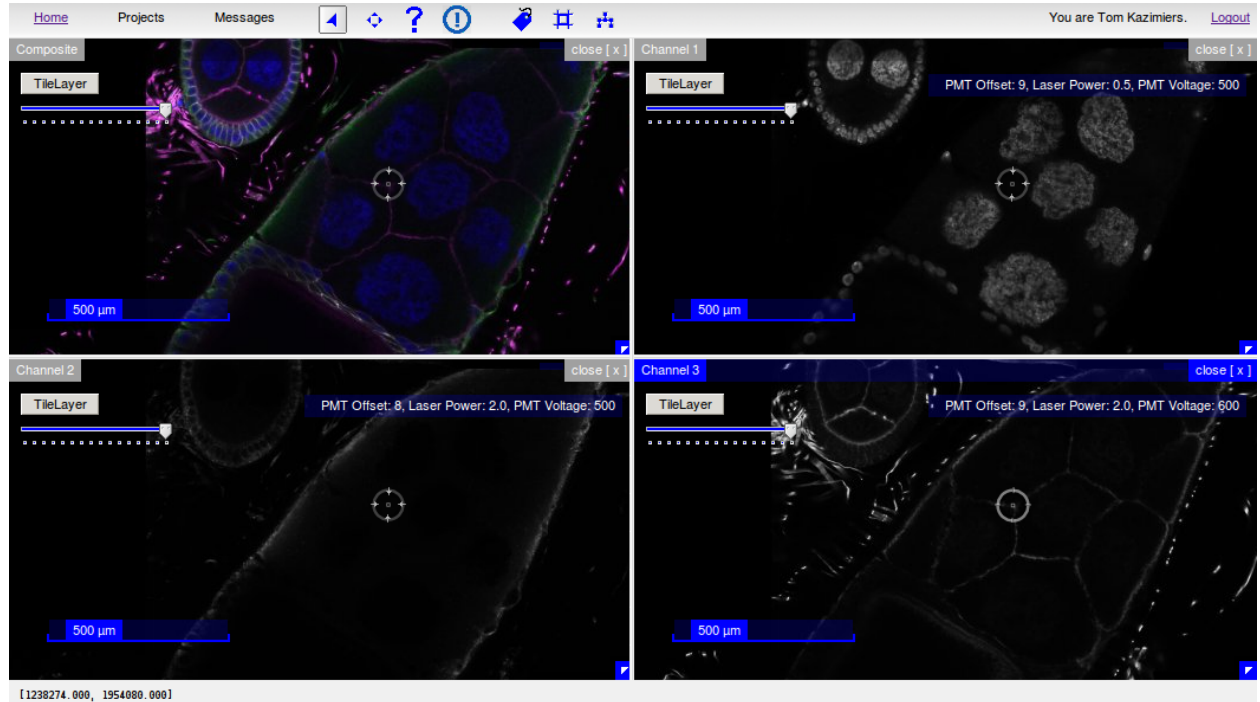 Home Projects Messages ? ! You are Tom Kazimiers. Logout
Composite close [ x ]
TileLayer
500 µm
Channel 1 close [ x ]
TileLayer
PMT Offset: 9, Laser Power: 0.5, PMT Voltage: 500
500 µm
Channel 2 close [ x ]
TileLayer
PMT Offset: 8, Laser Power: 2.0, PMT Voltage: 500
500 µm
Channel 3 close [ x ]
TileLayer
PMT Offset: 9, Laser Power: 2.0, PMT Voltage: 600
500 µm
[1238274.000, 1954080.000]